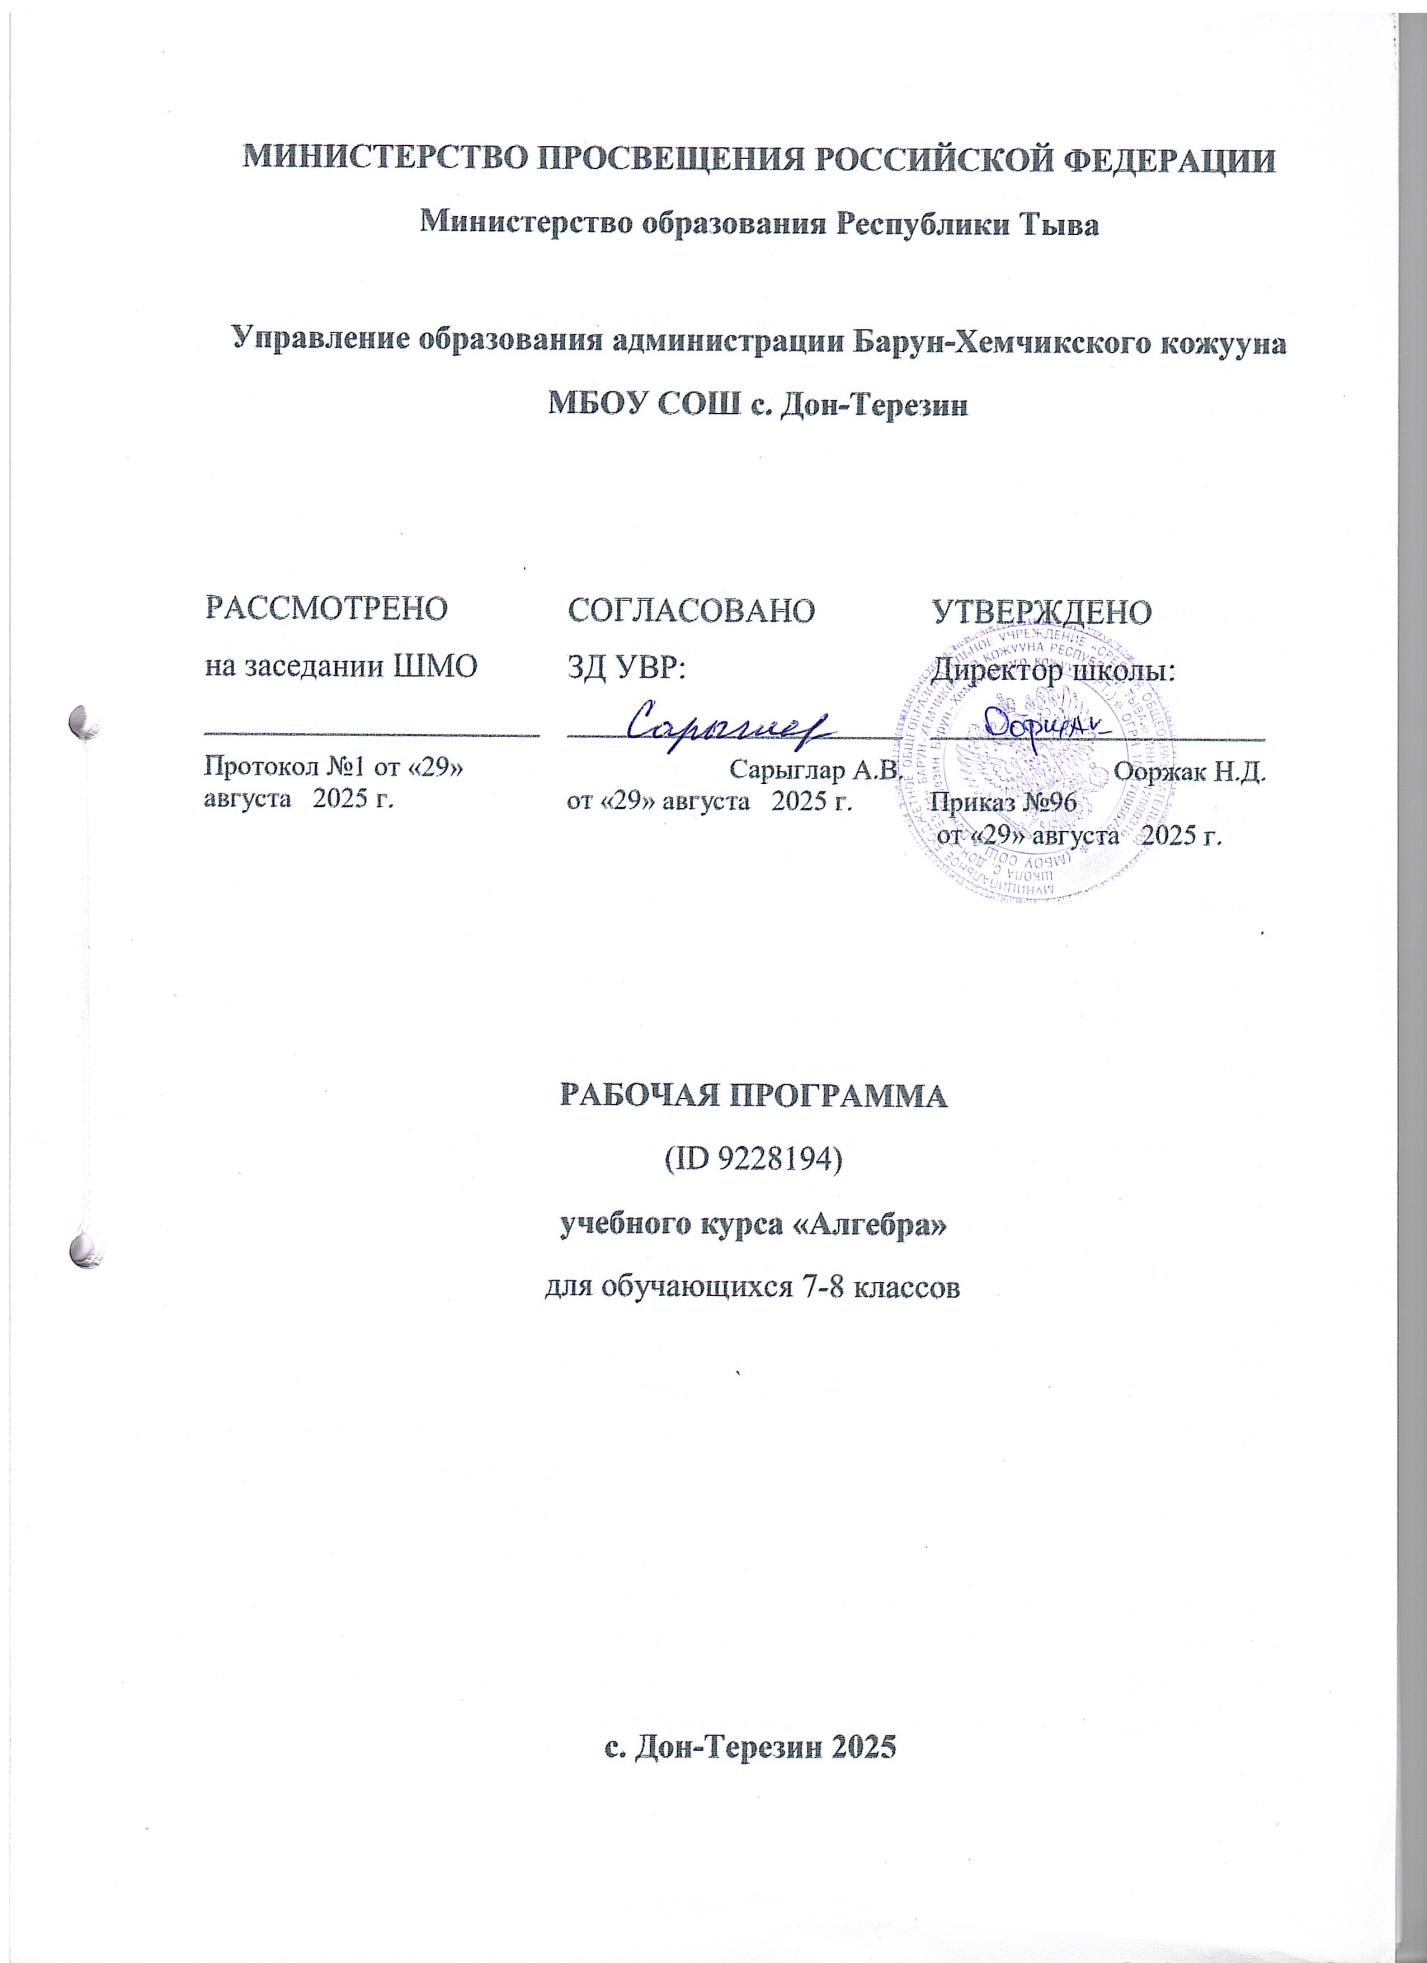 МИНИСТЕРСТВО ПРОСВЕЩЕНИЯ РОССИЙСКОЙ ФЕДЕРАЦИИ
Министерство образования Республики Тыва
Управление образования администрации Барун-Хемчикского кожууна
МБОУ СОШ с. Дон-Терезин
РАССМОТРЕНО
на заседании ШМО
Протокол №1 от «29»
августа 2025 г.
СОГЛАСОВАНО
ЗД УВР:
Сарыглар
Сарыглар А.В.
от «29» августа 2025 г.
УТВЕРЖДЕНО
Директор школы:
Ооржак Н.Д.
Приказ №96
от «29» августа 2025 г.
РАБОЧАЯ ПРОГРАММА
(ID 9228194)
учебного курса «Алгебра»
для обучающихся 7-8 классов
с. Дон-Терезин 2025